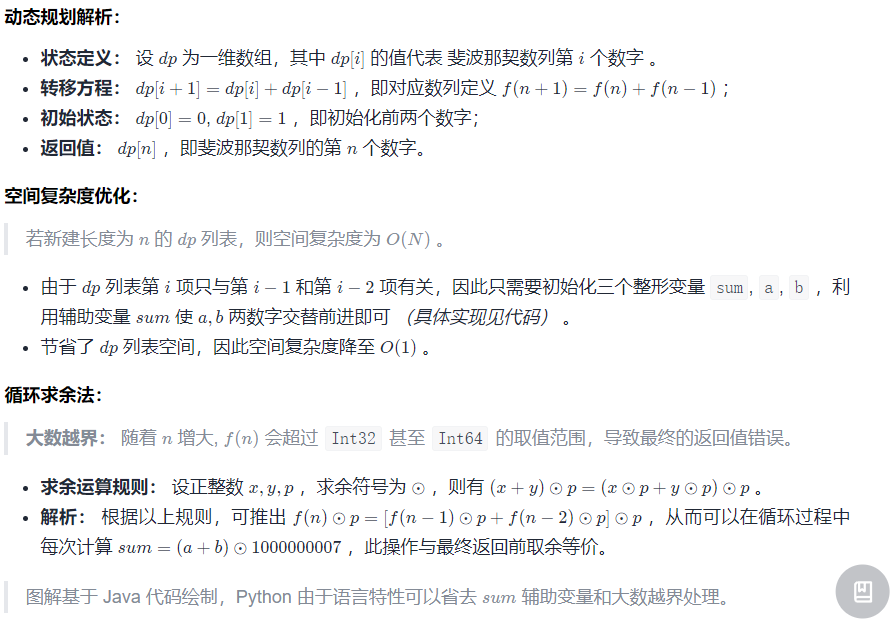 动态规划解析：
• 状态定义： 设 dp 为一维数组，其中 dp[i] 的值代表 斐波那契数列第 i 个数字 。
• 转移方程： dp[i + 1] = dp[i] + dp[i − 1] ，即对应数列定义 f(n + 1) = f(n) + f(n − 1) ；
• 初始状态： dp[0] = 0, dp[1] = 1 ，即初始化前两个数字；
• 返回值： dp[n] ，即斐波那契数列的第 n 个数字。
空间复杂度优化：
若新建长度为 n 的 dp 列表，则空间复杂度为 O(N) 。
• 由于 dp 列表第 i 项只与第 i − 1 和第 i − 2 项有关，因此只需要初始化三个整形变量 sum, a, b ，利
用辅助变量 sum 使 a, b 两数字交替前进即可 （具体实现见代码） 。
• 节省了 dp 列表空间，因此空间复杂度降至 O(1) 。
循环求余法：
大数越界： 随着 n 增大, f(n) 会超过 Int32 甚至 Int64 的取值范围，导致最终的返回值错误。
• 求余运算规则： 设正整数 x, y, p ，求余符号为 ⊙ ，则有 (x + y) ⊙ p = (x ⊙ p + y ⊙ p) ⊙ p 。
• 解析： 根据以上规则，可推出 f(n) ⊙ p = [f(n − 1) ⊙ p + f(n − 2) ⊙ p] ⊙ p ，从而可以在循环过程中
每次计算 sum = (a + b) ⊙ 1000000007 ，此操作与最终返回前取余等价。
图解基于 Java 代码绘制，Python 由于语言特性可以省去 sum 辅助变量和大数越界处理。